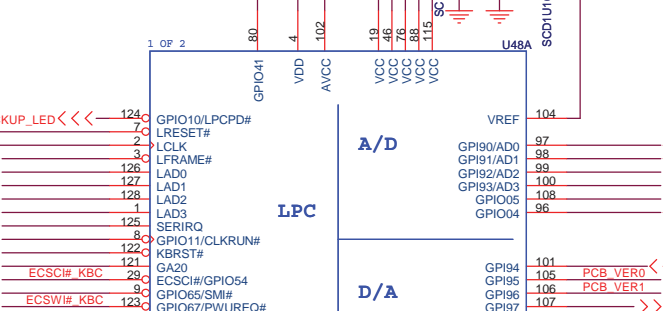 SC
SCD1U1
80
4
102
19
46
76
88
115
U48A
1 OF 2
GPIO41
VDD
AVCC
VCC
VCC
VCC
VCC
VCC
KUP_LED
124 GPIO10/LPCPD#
7 LRESET#
2 LCLK
3 LFRAME#
126 LAD0
127 LAD1
128 LAD2
1 LAD3
125 SERIRQ
8 GPIO11/CLKRUN#
122 KBRST#
121 GA20
ECSCI#_KBC 29 ECSCI#/GPIO54
9 GPIO65/SMI#
ECSWI#_KBC 123 GPIO67/PWUREQ#
LPC
A/D
D/A
VREF 104
GPI90/AD0 97
GPI91/AD1 98
GPI92/AD2 99
GPI93/AD3 100
GPIO05 108
GPIO04 96
GPI94 101
GPI95 105 PCB_VER0
GPI96 106 PCB_VER1
GPI97 107